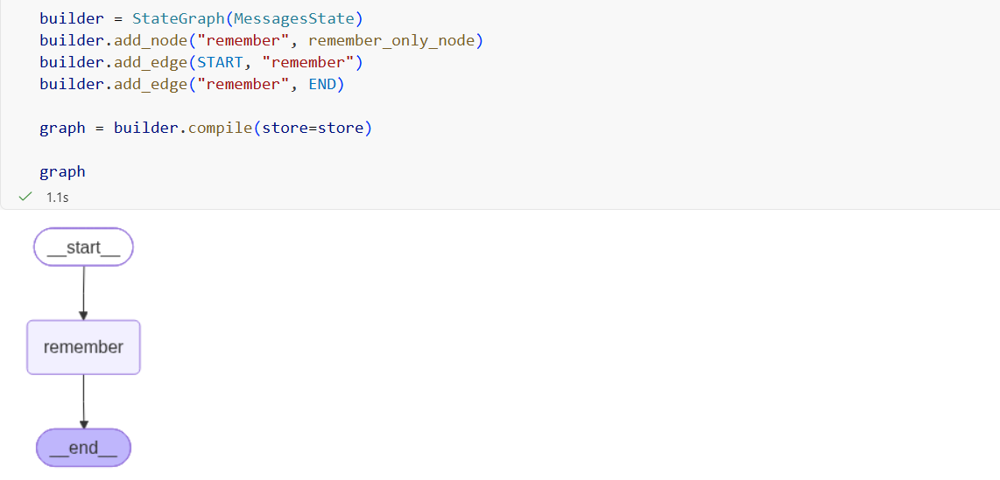 builder = StateGraph(MessagesState)
builder.add_node("remember", remember_only_node)
builder.add_edge(START, "remember")
builder.add_edge("remember", END)
graph = builder.compile(store=store)
graph
1.1s
__start__
remember
__end__